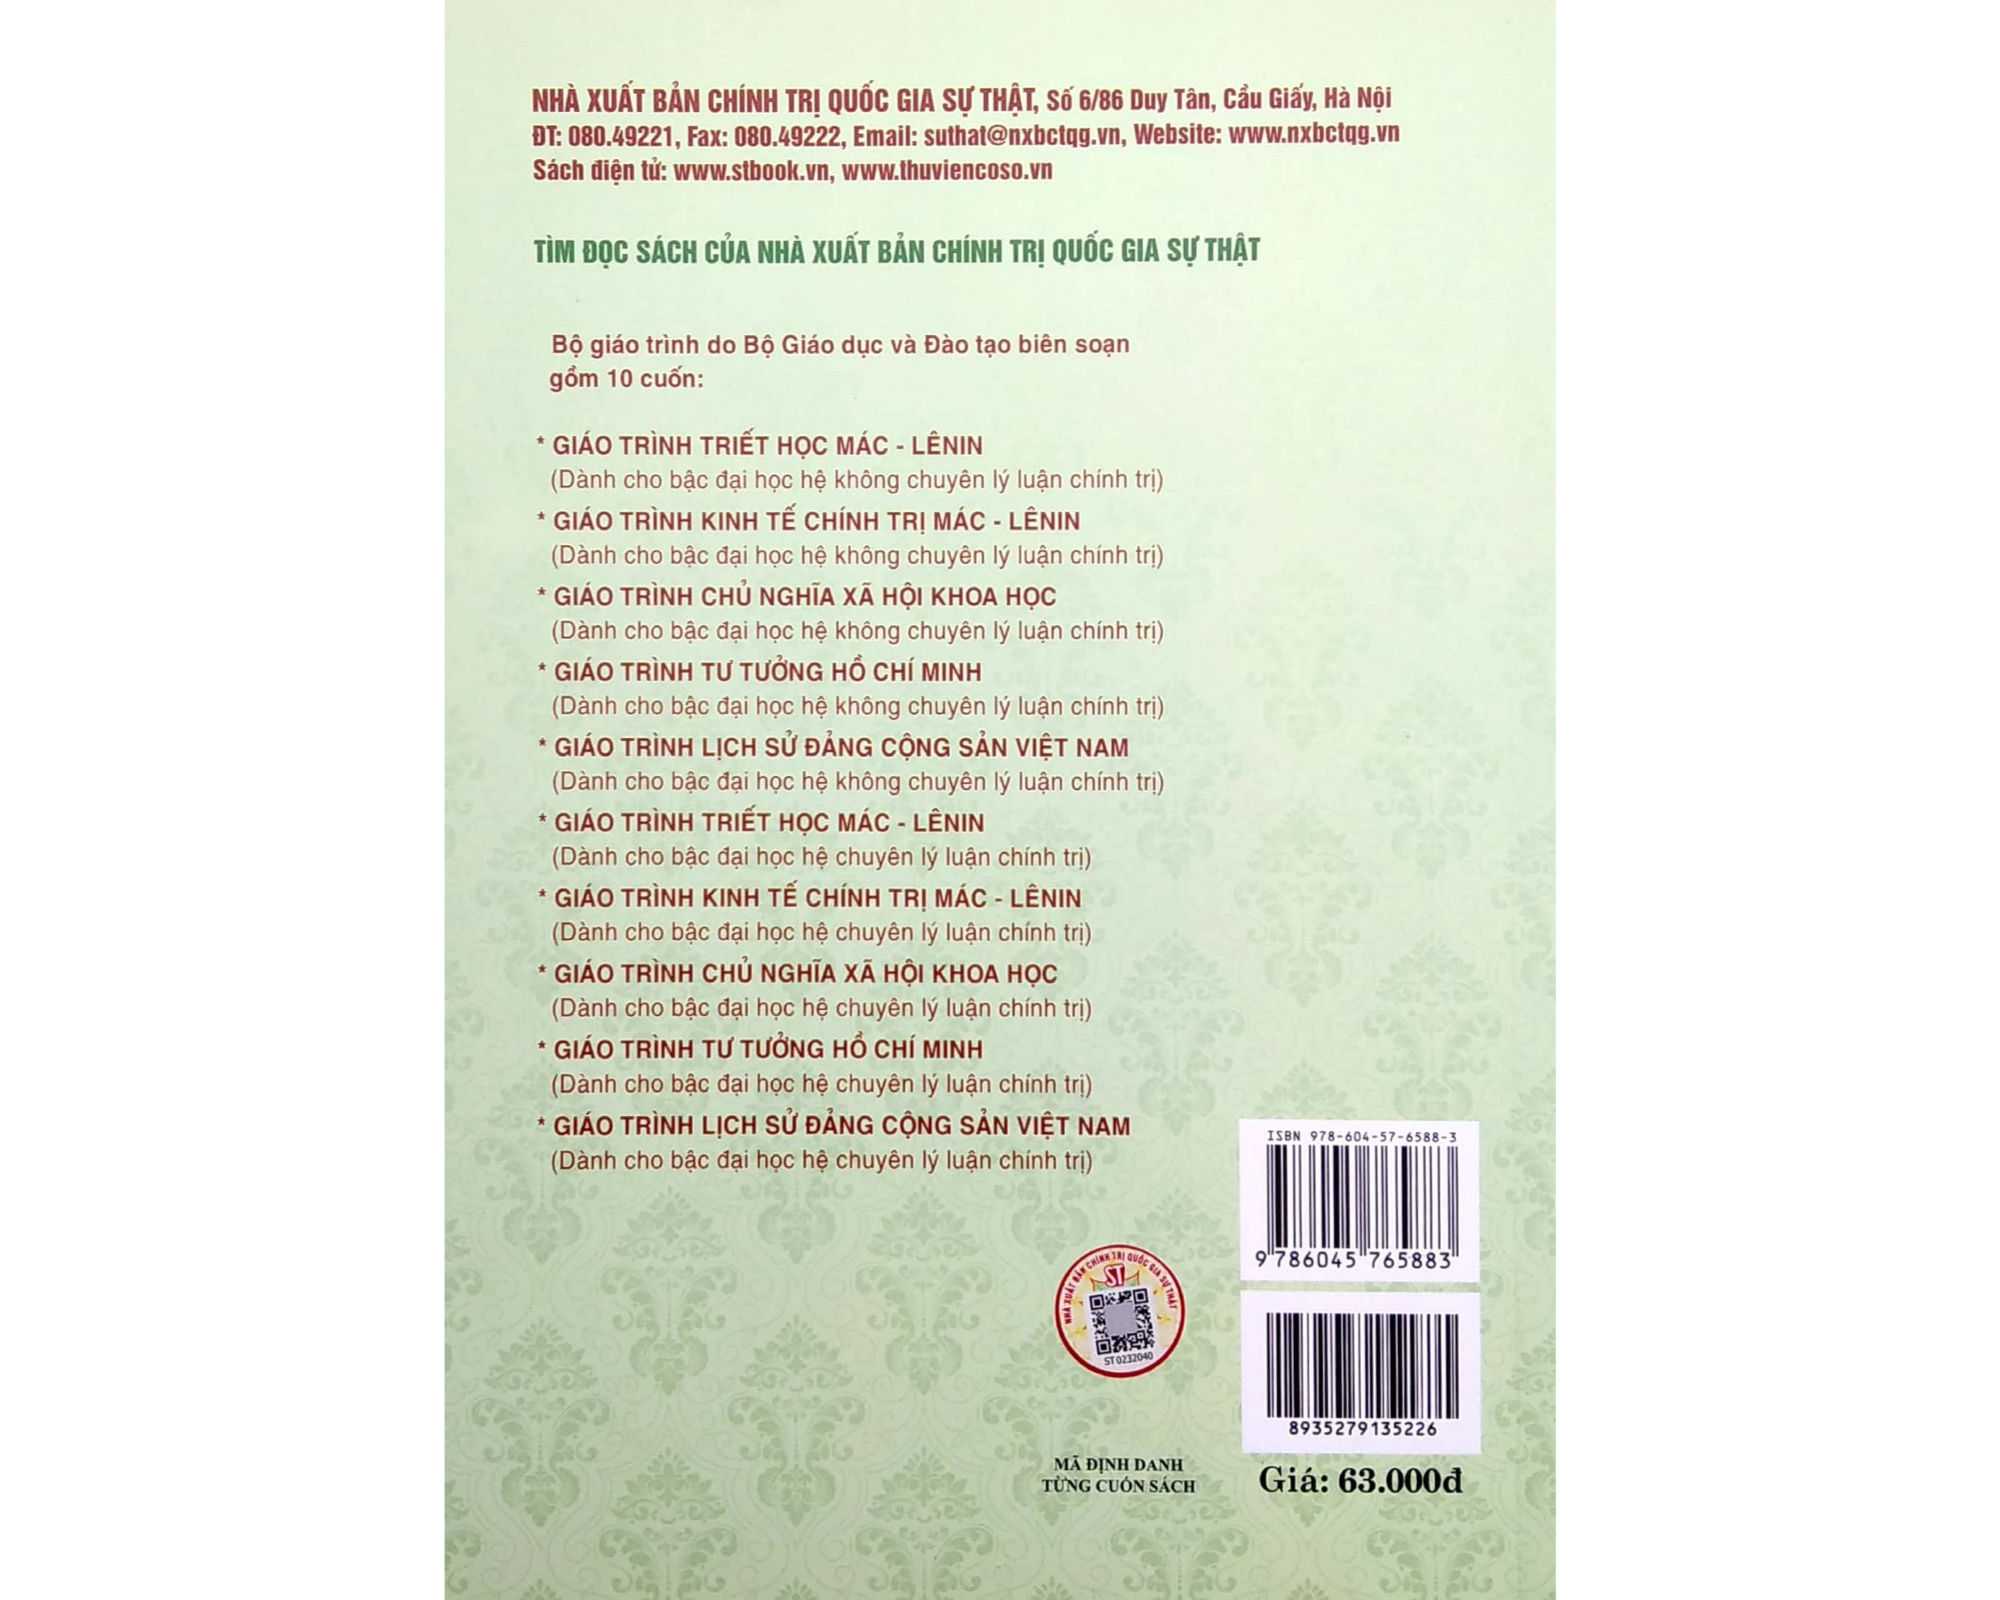 NHÀ XUẤT BẢN CHÍNH TRỊ QUỐC GIA SỰ THẬT, Số 6/86 Duy Tân, Cầu Giấy, Hà Nội
ĐT: 080.49221, Fax: 080.49222, Email: suthat@nxbctqg.vn, Website: www.nxbctqg.vn
Sách điện tử: www.stbook.vn, www.thuviencoso.vn
TÌM ĐỌC SÁCH CỦA NHÀ XUẤT BẢN CHÍNH TRỊ QUỐC GIA SỰ THẬT
Bộ giáo trình do Bộ Giáo dục và Đào tạo biên soạn
gồm 10 cuốn:
* GIÁO TRÌNH TRIẾT HỌC MÁC - LÊNIN
(Dành cho bậc đại học hệ không chuyên lý luận chính trị)
* GIÁO TRÌNH KINH TẾ CHÍNH TRỊ MÁC - LÊNIN
(Dành cho bậc đại học hệ không chuyên lý luận chính trị)
* GIÁO TRÌNH CHỦ NGHĨA XÃ HỘI KHOA HỌC
(Dành cho bậc đại học hệ không chuyên lý luận chính trị)
* GIÁO TRÌNH TƯ TƯỞNG HỒ CHÍ MINH
(Dành cho bậc đại học hệ không chuyên lý luận chính trị)
* GIÁO TRÌNH LỊCH SỬ ĐẢNG CỘNG SẢN VIỆT NAM
(Dành cho bậc đại học hệ không chuyên lý luận chính trị)
* GIÁO TRÌNH TRIẾT HỌC MÁC - LÊNIN
(Dành cho bậc đại học hệ chuyên lý luận chính trị)
* GIÁO TRÌNH KINH TẾ CHÍNH TRỊ MÁC - LÊNIN
(Dành cho bậc đại học hệ chuyên lý luận chính trị)
* GIÁO TRÌNH CHỦ NGHĨA XÃ HỘI KHOA HỌC
(Dành cho bậc đại học hệ chuyên lý luận chính trị)
* GIÁO TRÌNH TƯ TƯỞNG HỒ CHÍ MINH
(Dành cho bậc đại học hệ chuyên lý luận chính trị)
* GIÁO TRÌNH LỊCH SỬ ĐẢNG CỘNG SẢN VIỆT NAM
(Dành cho bậc đại học hệ chuyên lý luận chính trị)
ISBN 978-604-57-6588-3
9 786045 765883
NHÀ XUẤT BẢN CHÍNH TRỊ QUỐC GIA SỰ THẬT
ST
ST 0232040
8935279135226
MÃ ĐỊNH DANH
TỪNG CUỐN SÁCH
Giá: 63.000đ